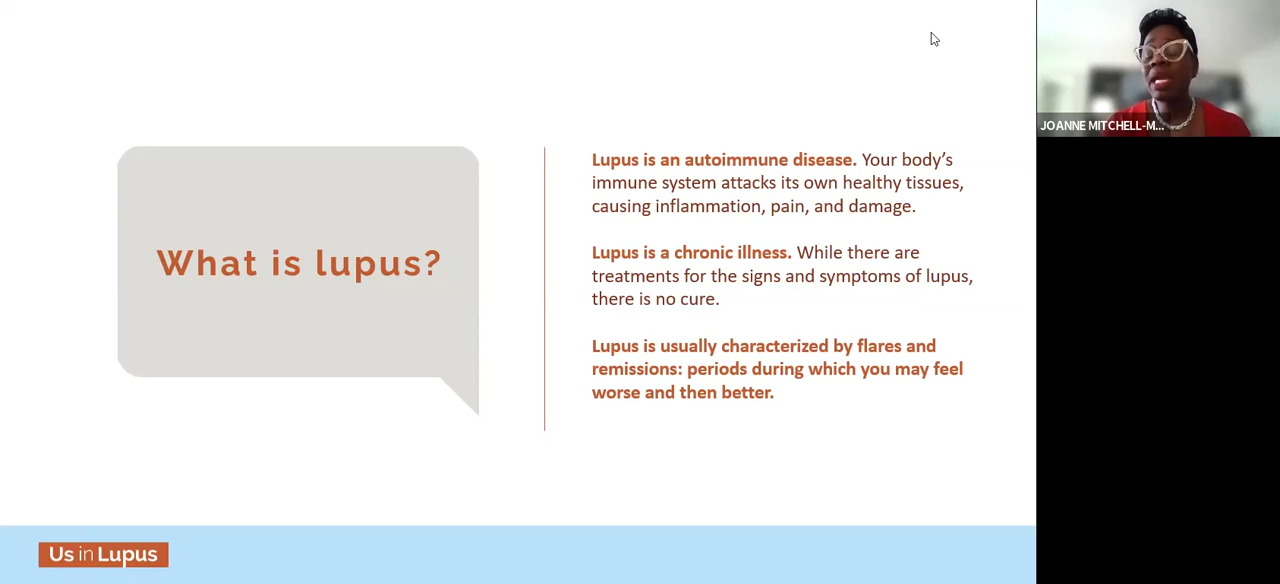 What is lupus?
Lupus is an autoimmune disease. Your body’s
immune system attacks its own healthy tissues,
causing inflammation, pain, and damage.
Lupus is a chronic illness. While there are
treatments for the signs and symptoms of lupus,
there is no cure.
Lupus is usually characterized by flares and
remissions: periods during which you may feel
worse and then better.
JOANNE MITCHELL-M...
Us in Lupus